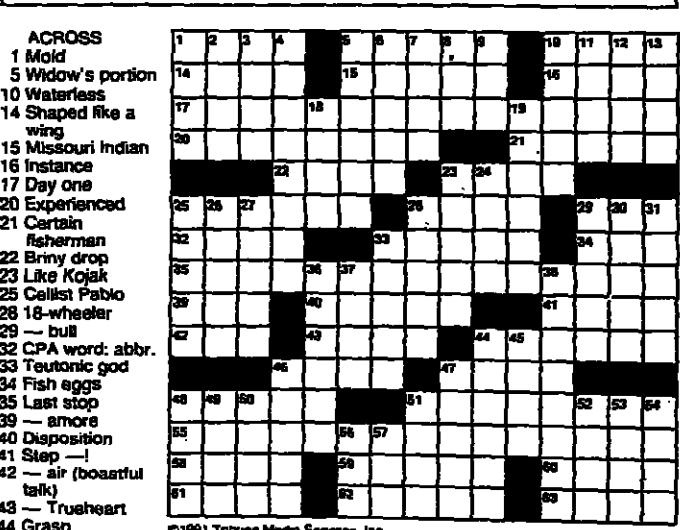 ACROSS
1 Mold
5 Widow's portion
10 Waterless
14 Shaped like a
wing
15 Missouri Indian
16 Instance
17 Day one
20 Experienced
21 Certain
fisherman
22 Briny drop
23 Like Kojak
25 Cellist Pablo
28 18-wheeler
29 — bull
32 CPA word: abbr.
33 Teutonic god
34 Fish eggs
35 Last stop
39 — amore
40 Disposition
41 Step —!
42 — air (boastful
talk)
43 — Trueheart
44 Grasp
1 2 3 4 5 6 7 8 9 10 11 12 13
14 15 16
17 18 19
20 21
22 23 24
25 26 27 28 29 30 31
32 33 34
35 36 37 38
39 40 41
42 43 44 45
46 47
48 49 50 51 52 53 54
55 56 57
58 59 60
61 62 63
©1991 Tribune Media Services, Inc.